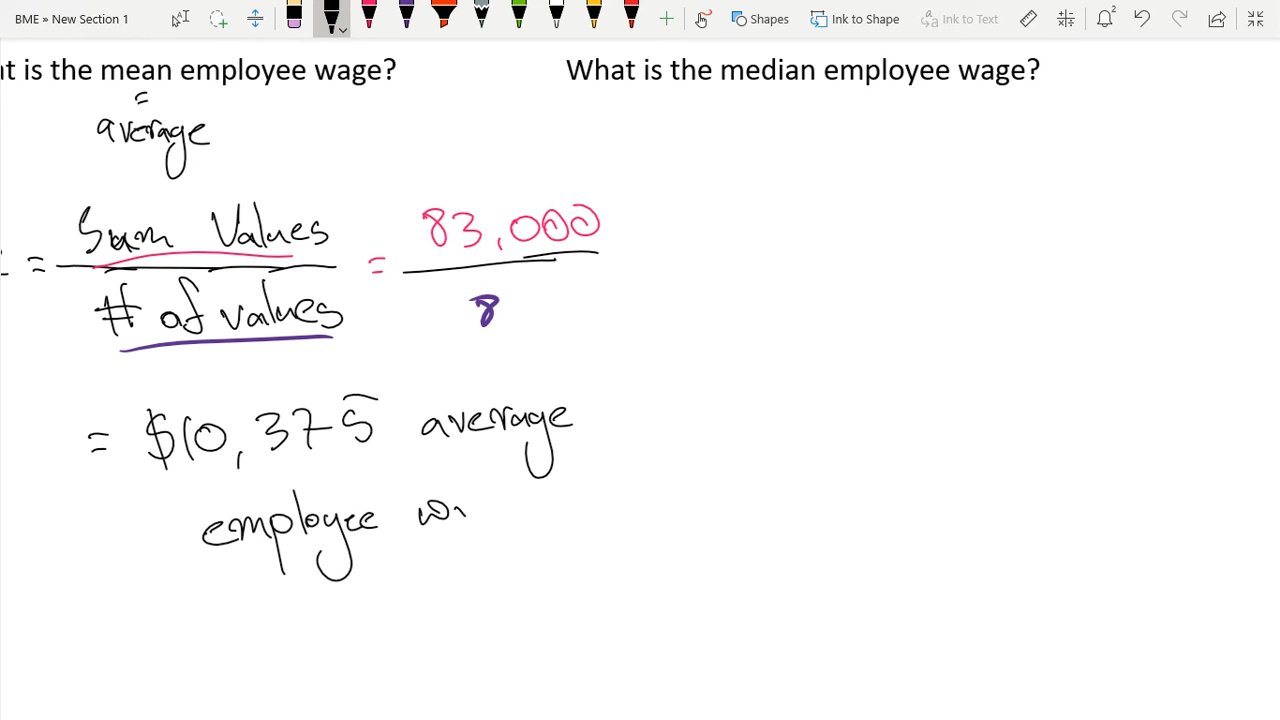 BME » New Section 1
Shapes
Ink to Shape
Ink to Text
t is the mean employee wage?
What is the median employee wage?
=
average
= Sum Values = 83,000
# of values 8
= $10,375 average
employee